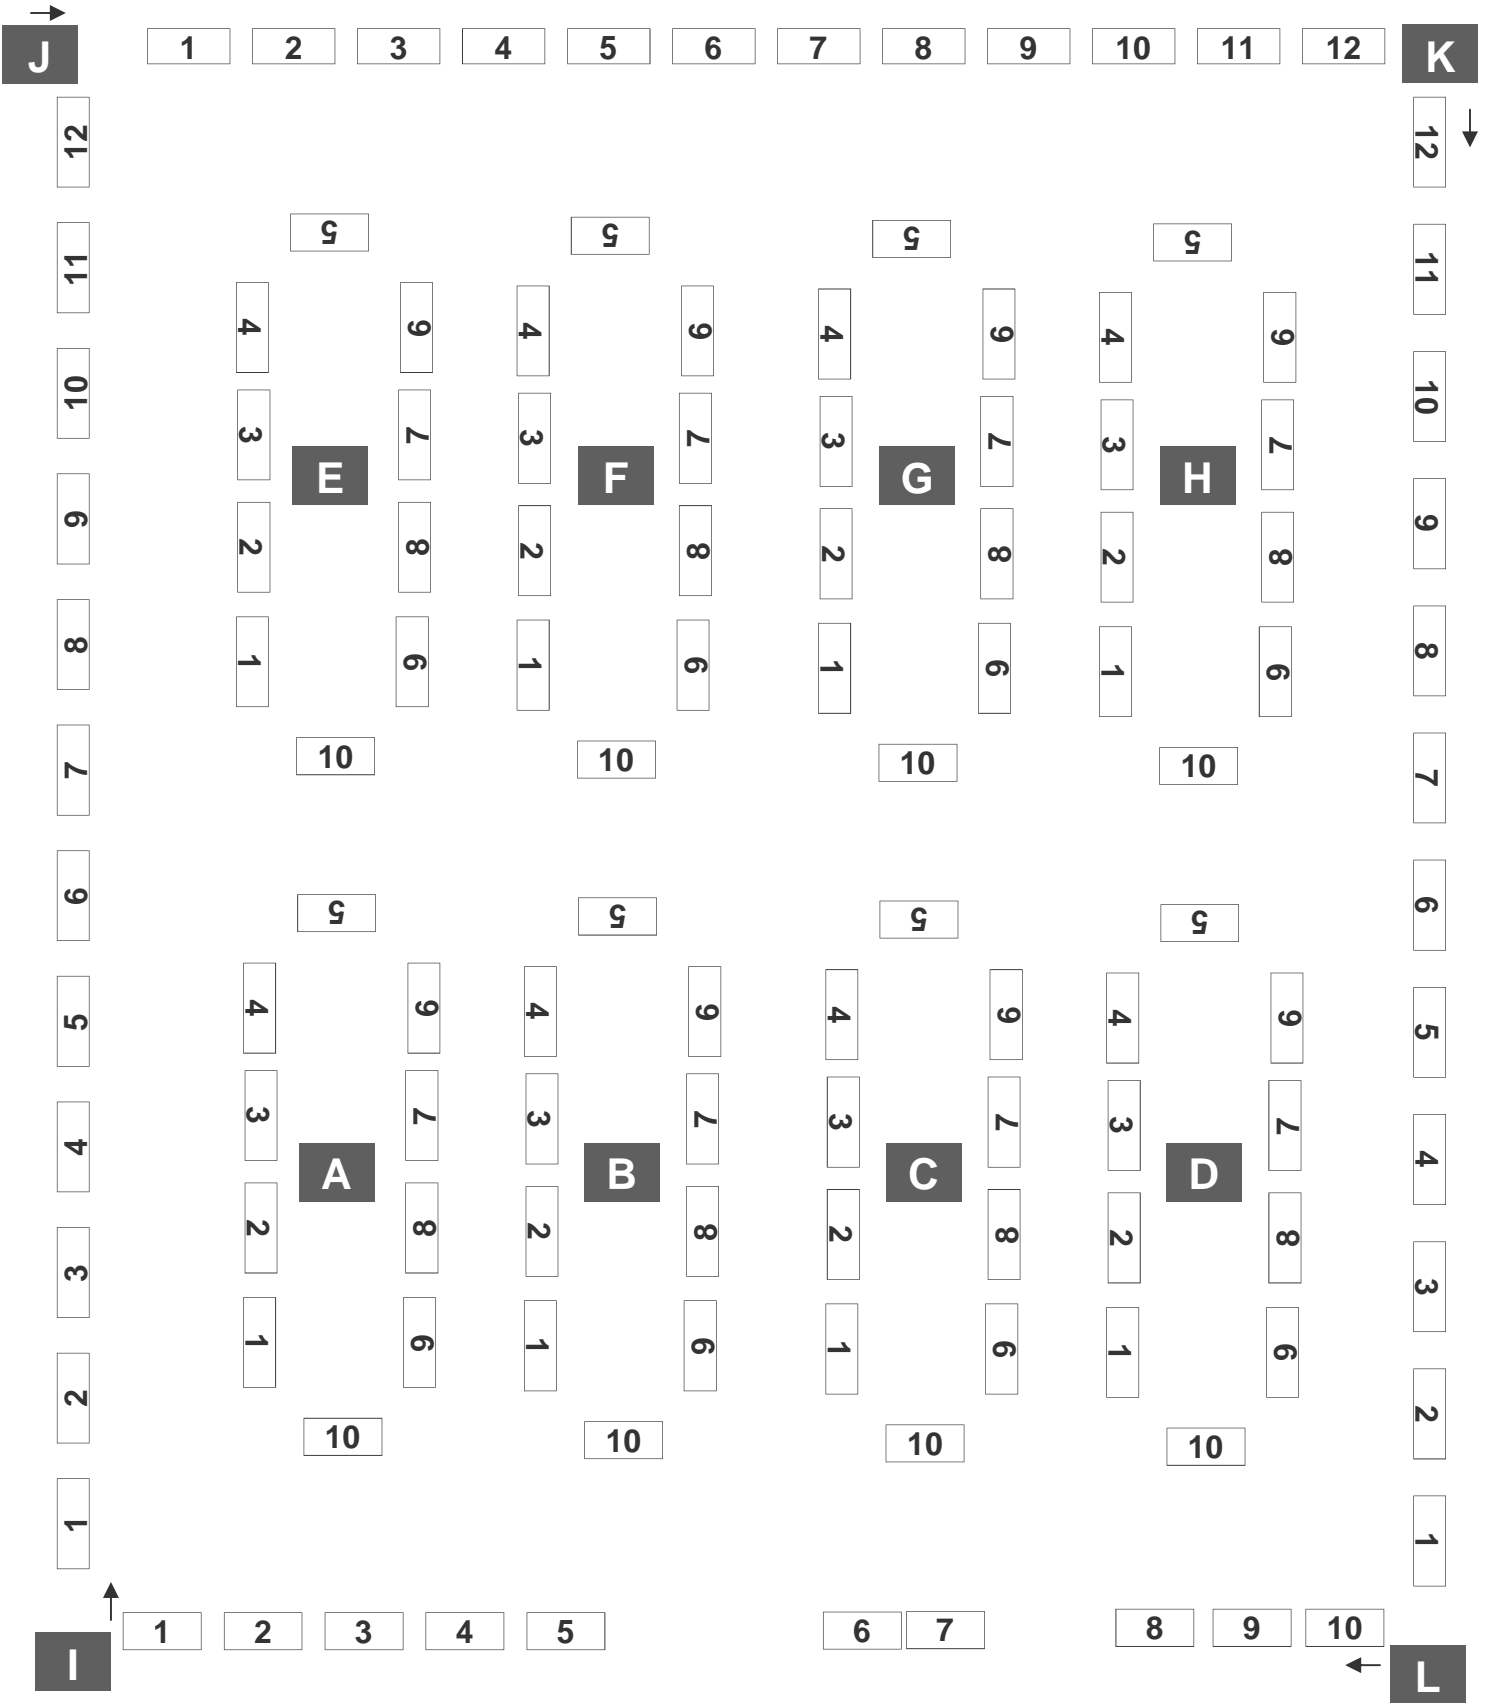 J 1 2 3 4 5 6 7 8 9 10 11 12 K
12 12
5 5 5 5
11 11
4 9 4 9 4 9 4 9
10 10
3 7 3 7 3 7 3 7
E F G H
9 9
2 8 2 8 2 8 2 8
8 8
1 6 1 6 1 6 1 6
10 10 10 10
7 7
6 6
5 5 5 5
4 9 4 9 4 9 4 9
5 5
3 7 3 7 3 7 3 7
4 4
A B C D
2 8 2 8 2 8 2 8
3 3
1 6 1 6 1 6 1 6
2 2
10 10 10 10
1 1
1 2 3 4 5 6 7 8 9 10
I L